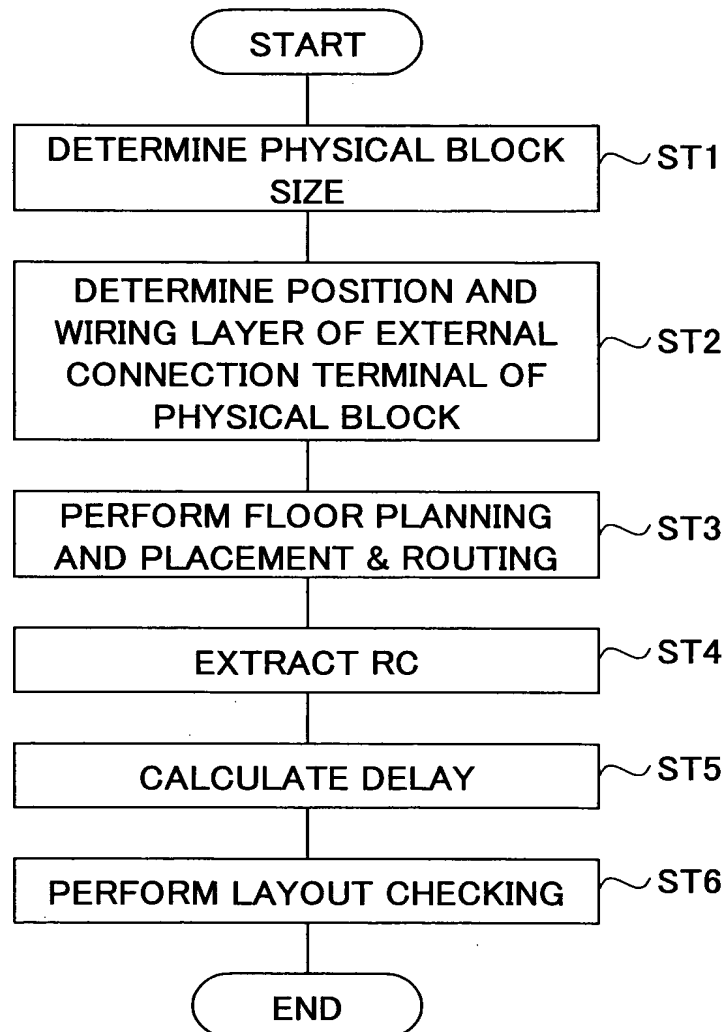 START
DETERMINE PHYSICAL BLOCK
SIZE
ST1
DETERMINE POSITION AND
WIRING LAYER OF EXTERNAL
CONNECTION TERMINAL OF
PHYSICAL BLOCK
ST2
PERFORM FLOOR PLANNING
AND PLACEMENT & ROUTING
ST3
EXTRACT RC
ST4
CALCULATE DELAY
ST5
PERFORM LAYOUT CHECKING
ST6
END